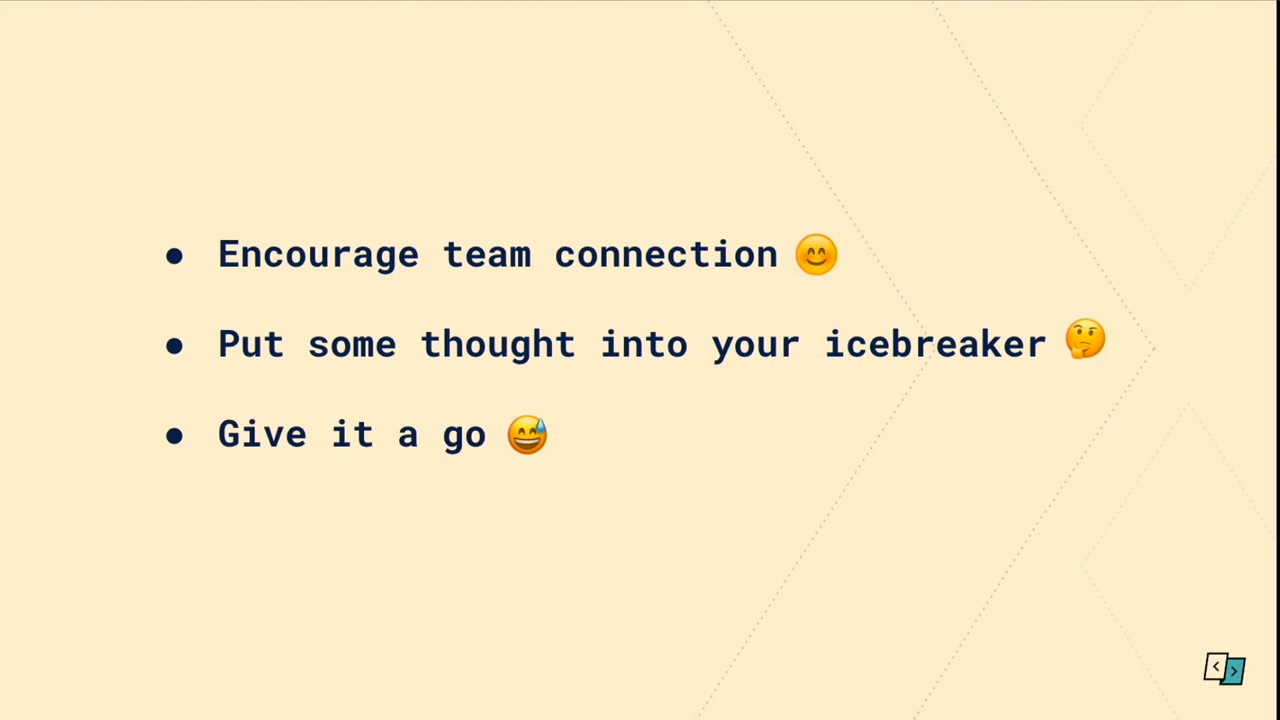 ● Encourage team connection 😊
● Put some thought into your icebreaker 🤔
● Give it a go 😅